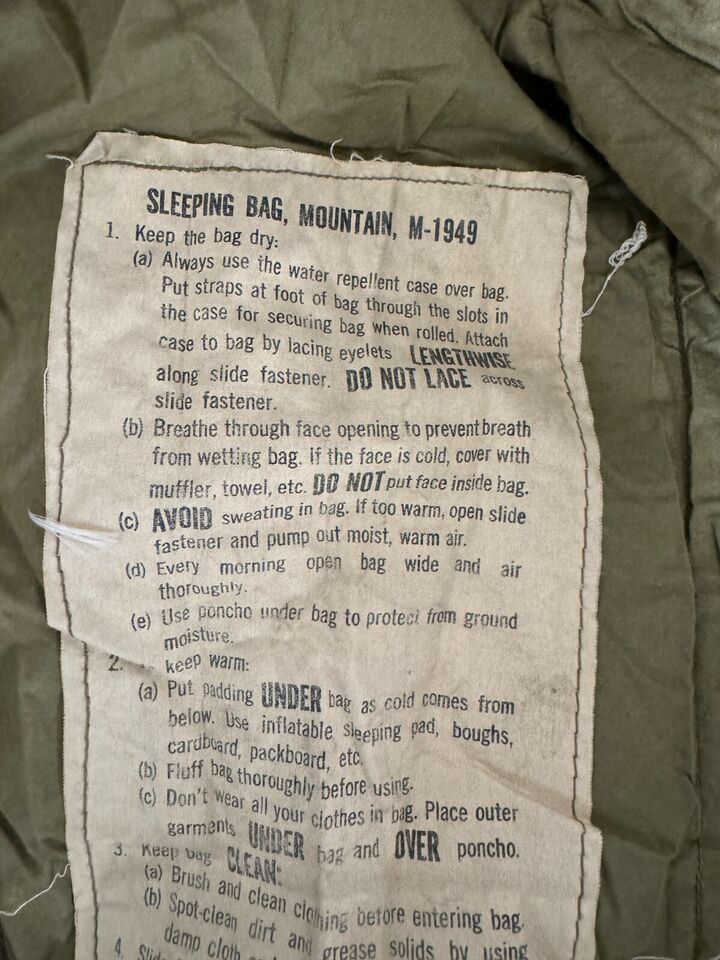 SLEEPING BAG, MOUNTAIN, M-1949
1. Keep the bag dry:
(a) Always use the water repellent case over bag.
Put straps at foot of bag through the slots in
the case for securing bag when rolled. Attach
case to bag by lacing eyelets LENGTHWISE
along slide fastener. DO NOT LACE across
slide fastener.
(b) Breathe through face opening to prevent breath
from wetting bag. If the face is cold, cover with
muffler, towel, etc. DO NOT put face inside bag.
(c) AVOID sweating in bag. If too warm, open slide
fastener and pump out moist, warm air.
(d) Every morning open bag wide and air
thoroughly.
(e) Use poncho under bag to protect from ground
moisture.
2. keep warm:
(a) Put padding UNDER bag as cold comes from
below. Use inflatable sleeping pad, boughs,
cardboard, packboard, etc.
(b) Fluff bag thoroughly before using.
(c) Don't wear all your clothes in bag. Place outer
garments UNDER bag and OVER poncho.
3. Keep bag CLEAN:
(a) Brush and clean clothing before entering bag.
(b) Spot-clean dirt and grease solids by using
damp cloth
4.